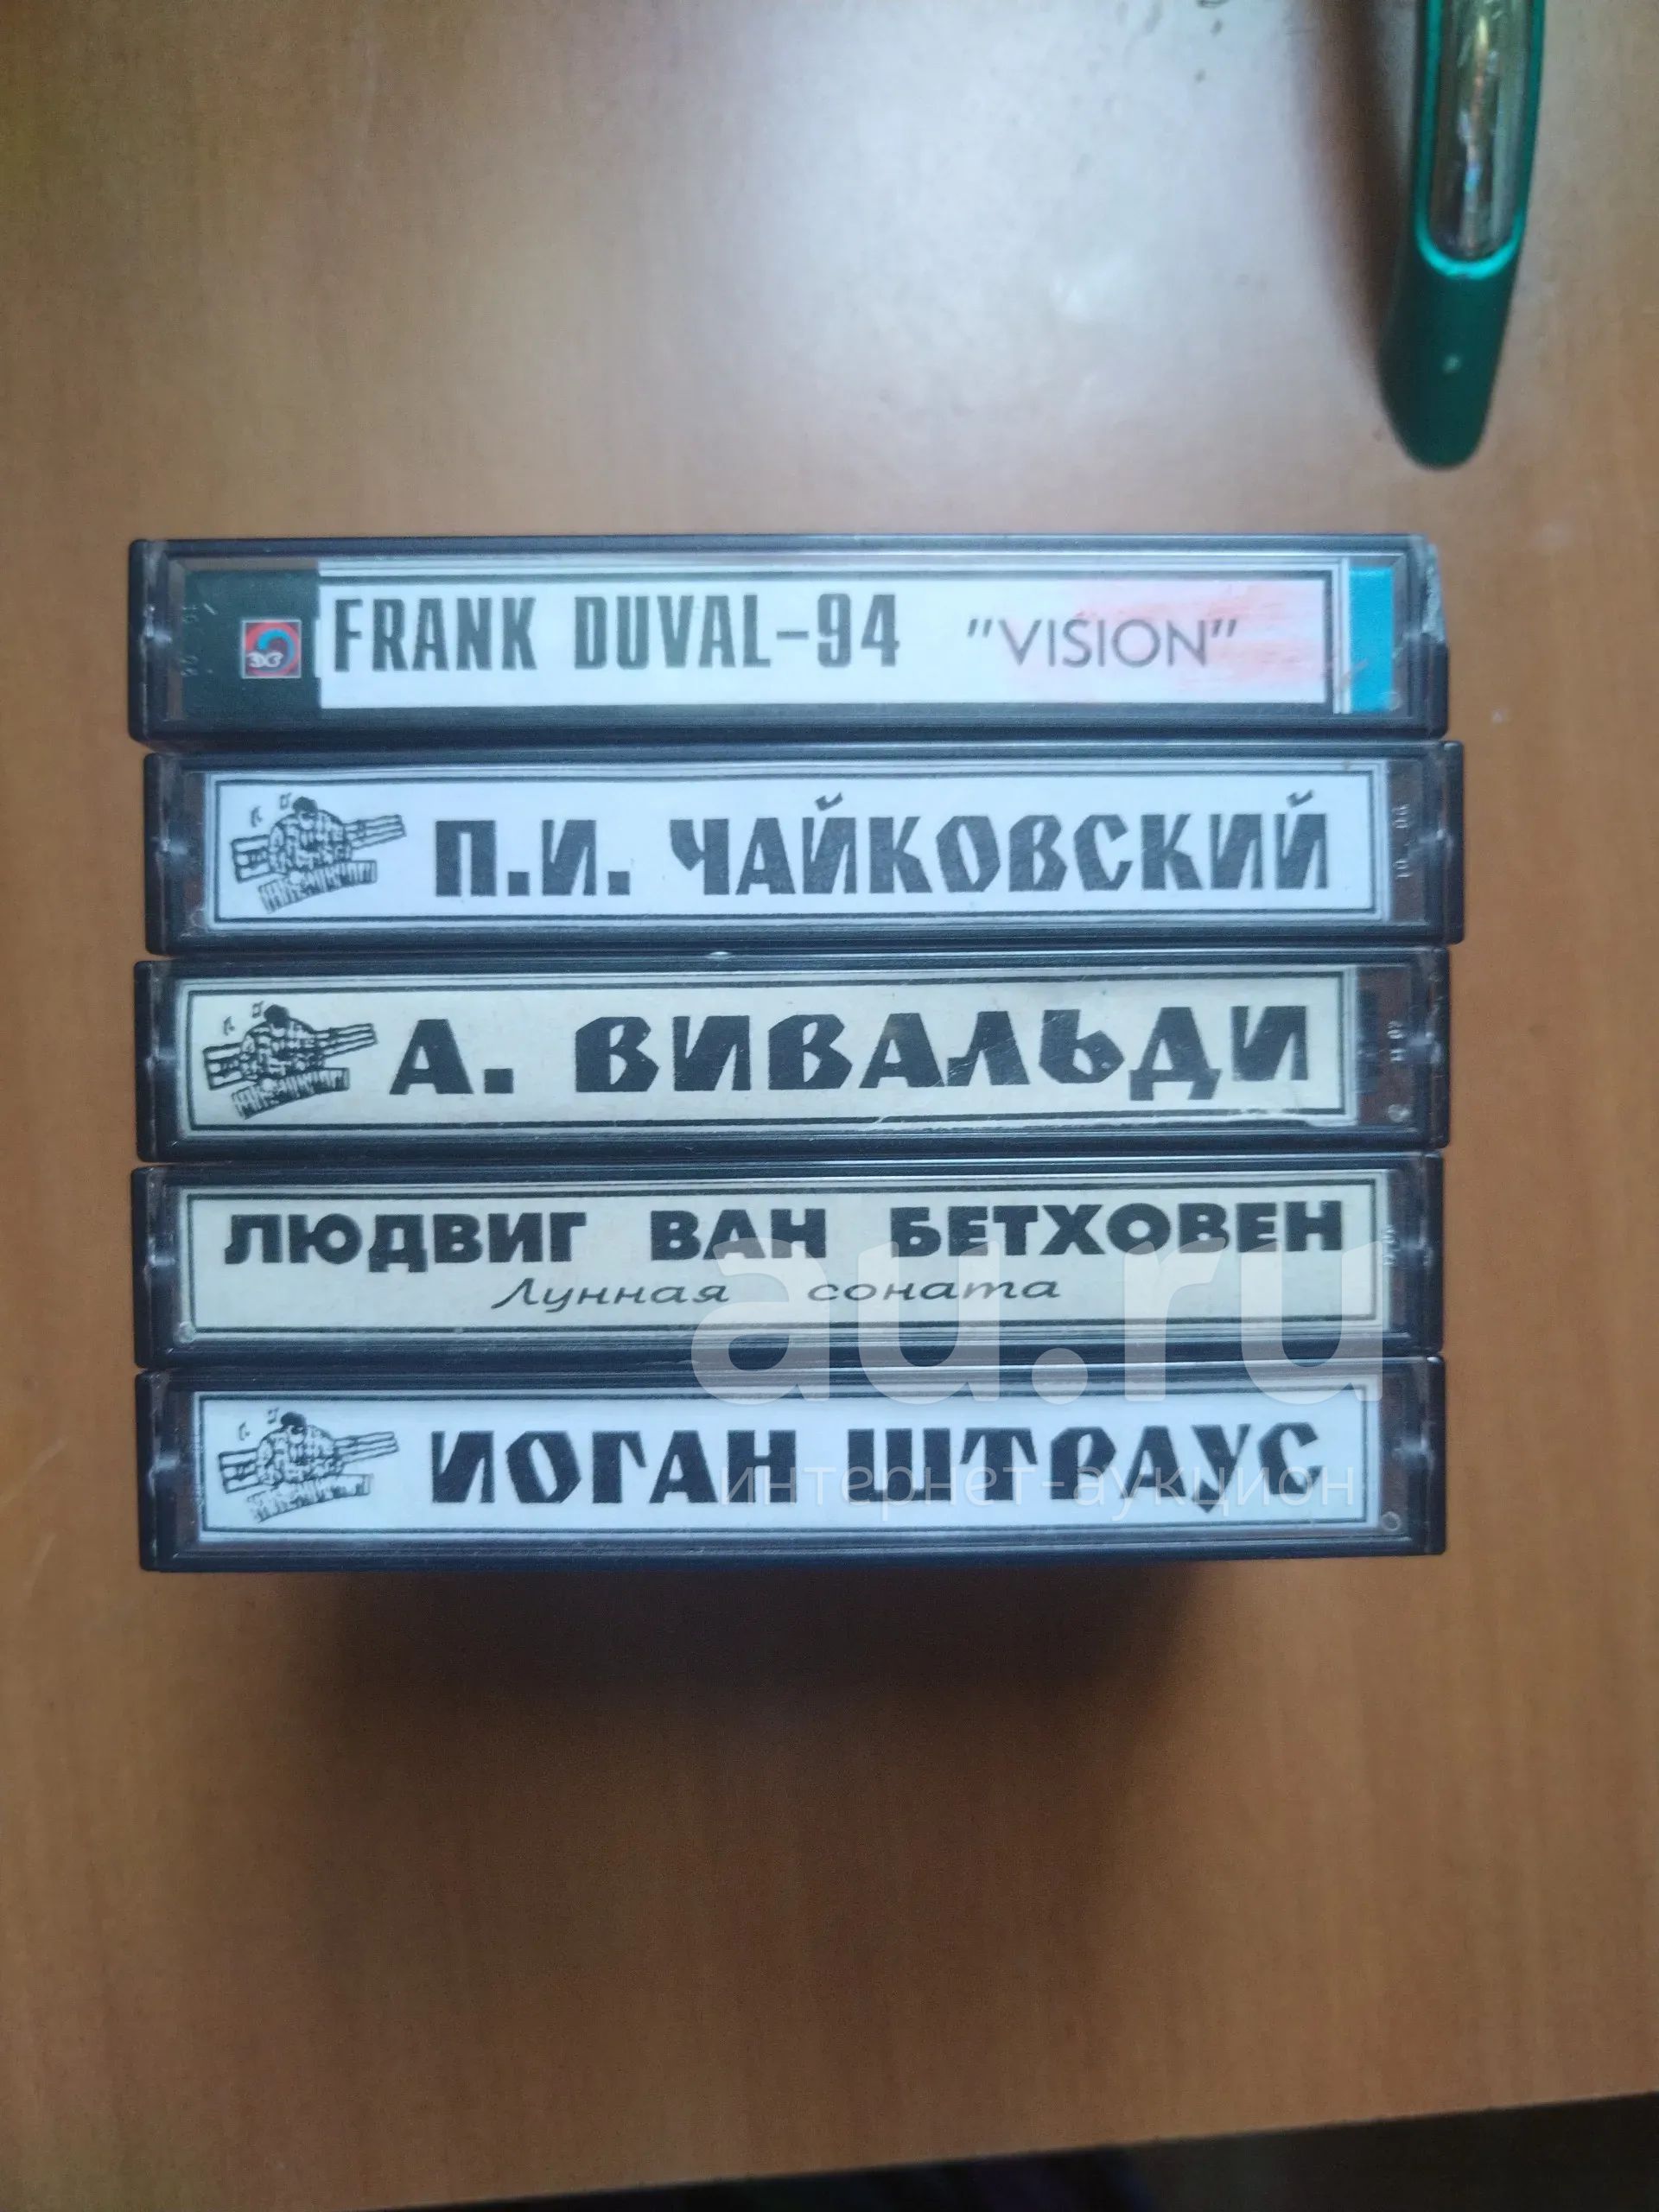 FRANK DUVAL-94 "VISION"
П.И. ЧАЙКОВСКИЙ
А. ВИВАЛЬДИ
ЛЮДВИГ ВАН БЕТХОВЕН
Лунная соната
ИОГАН ШТРАУС
au.ru
интернет-аукцион